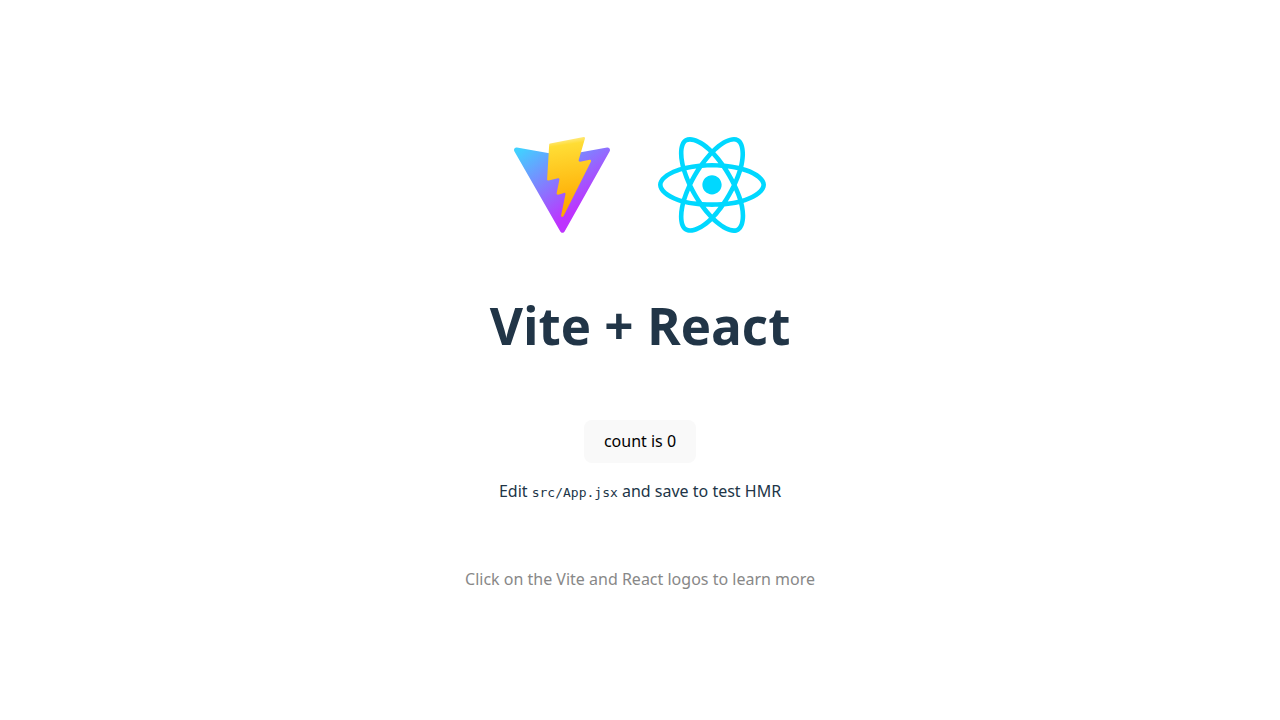 Vite + React
count is 0
Edit src/App.jsx and save to test HMR
Click on the Vite and React logos to learn more